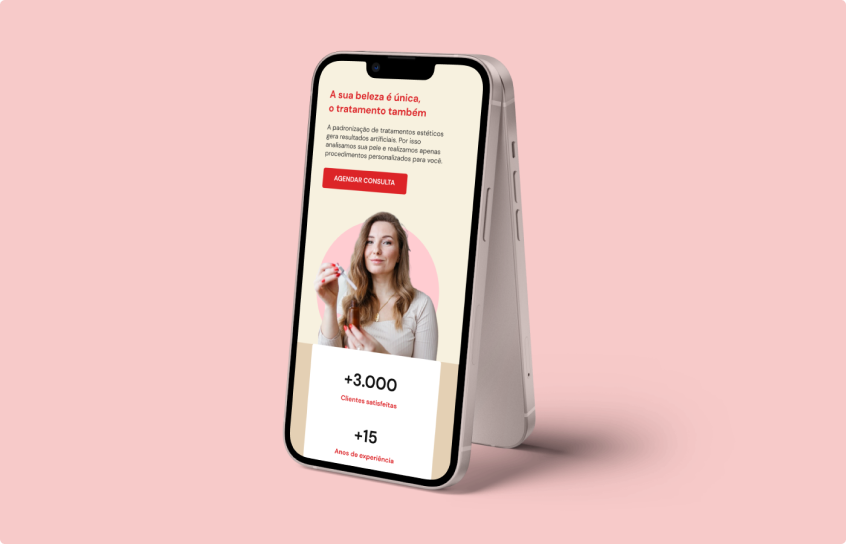 A sua beleza é única,
o tratamento também
A padronização de tratamentos estéticos
gera resultados artificiais. Por isso
analisamos sua pele e realizamos apenas
procedimentos personalizados para você.
AGENDAR CONSULTA
+3.000
Clientes satisfeitas
+15
Anos de experiência